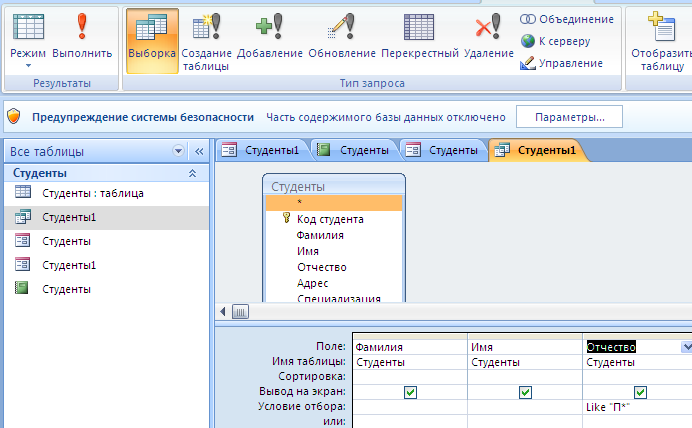 Режим Выполнить Выборка Создание таблицы Добавление Обновление Перекрестный Удаление Объединение К серверу Управление Отобразить таблицу
Результаты Тип запроса
Предупреждение системы безопасности Часть содержимого базы данных отключено Параметры...
Все таблицы Студенты1 Студенты Студенты Студенты1
Студенты
Студенты : таблица
Студенты1
Студенты
Студенты1
Студенты
Студенты
*
Код студента
Фамилия
Имя
Отчество
Адрес
Специализация
Поле: Фамилия Имя Отчество
Имя таблицы: Студенты Студенты Студенты
Сортировка:
Вывод на экран:
Условие отбора: Like "П*"
или: